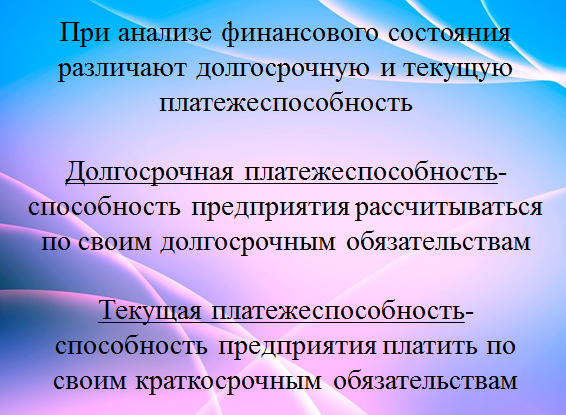 При анализе финансового состояния
различают долгосрочную и текущую
платежеспособность
Долгосрочная платежеспособность-
способность предприятия рассчитываться
по своим долгосрочным обязательствам
Текущая платежеспособность-
способность предприятия платить по
своим краткосрочным обязательствам